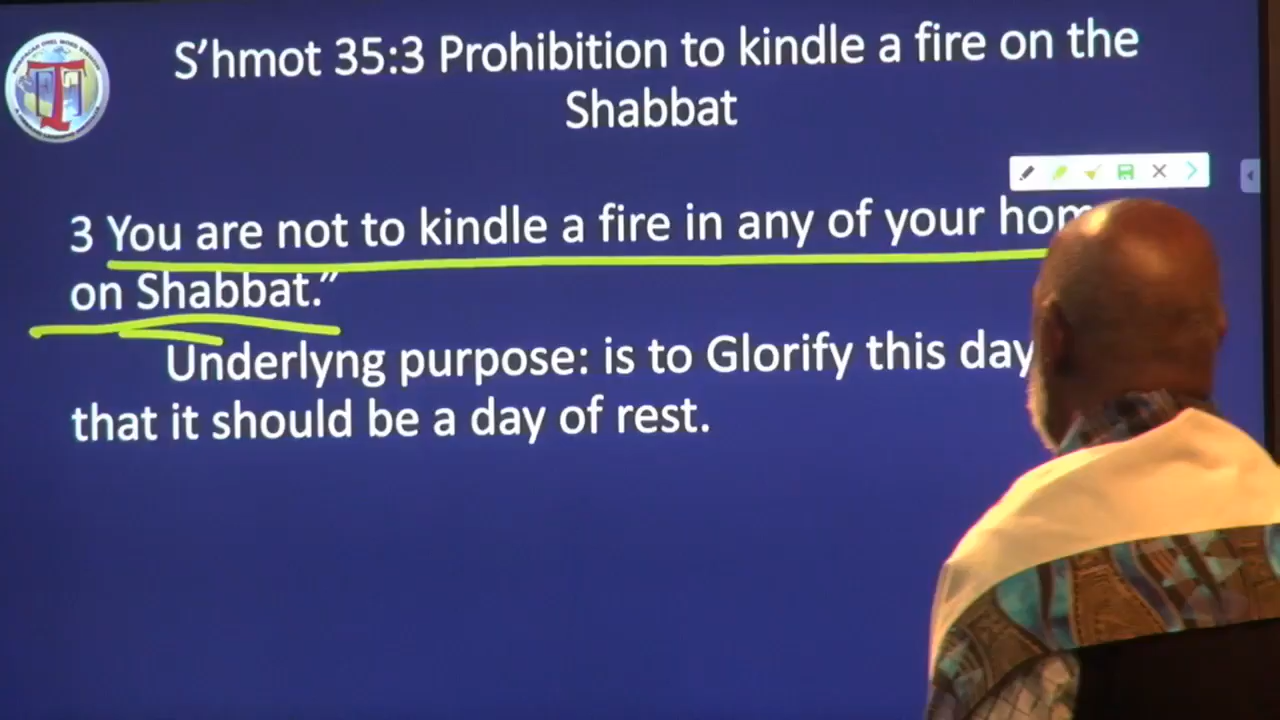 S’hmot 35:3 Prohibition to kindle a fire on the
Shabbat
3 You are not to kindle a fire in any of your
on Shabbat.”
Underlyng purpose: is to Glorify this day
that it should be a day of rest.